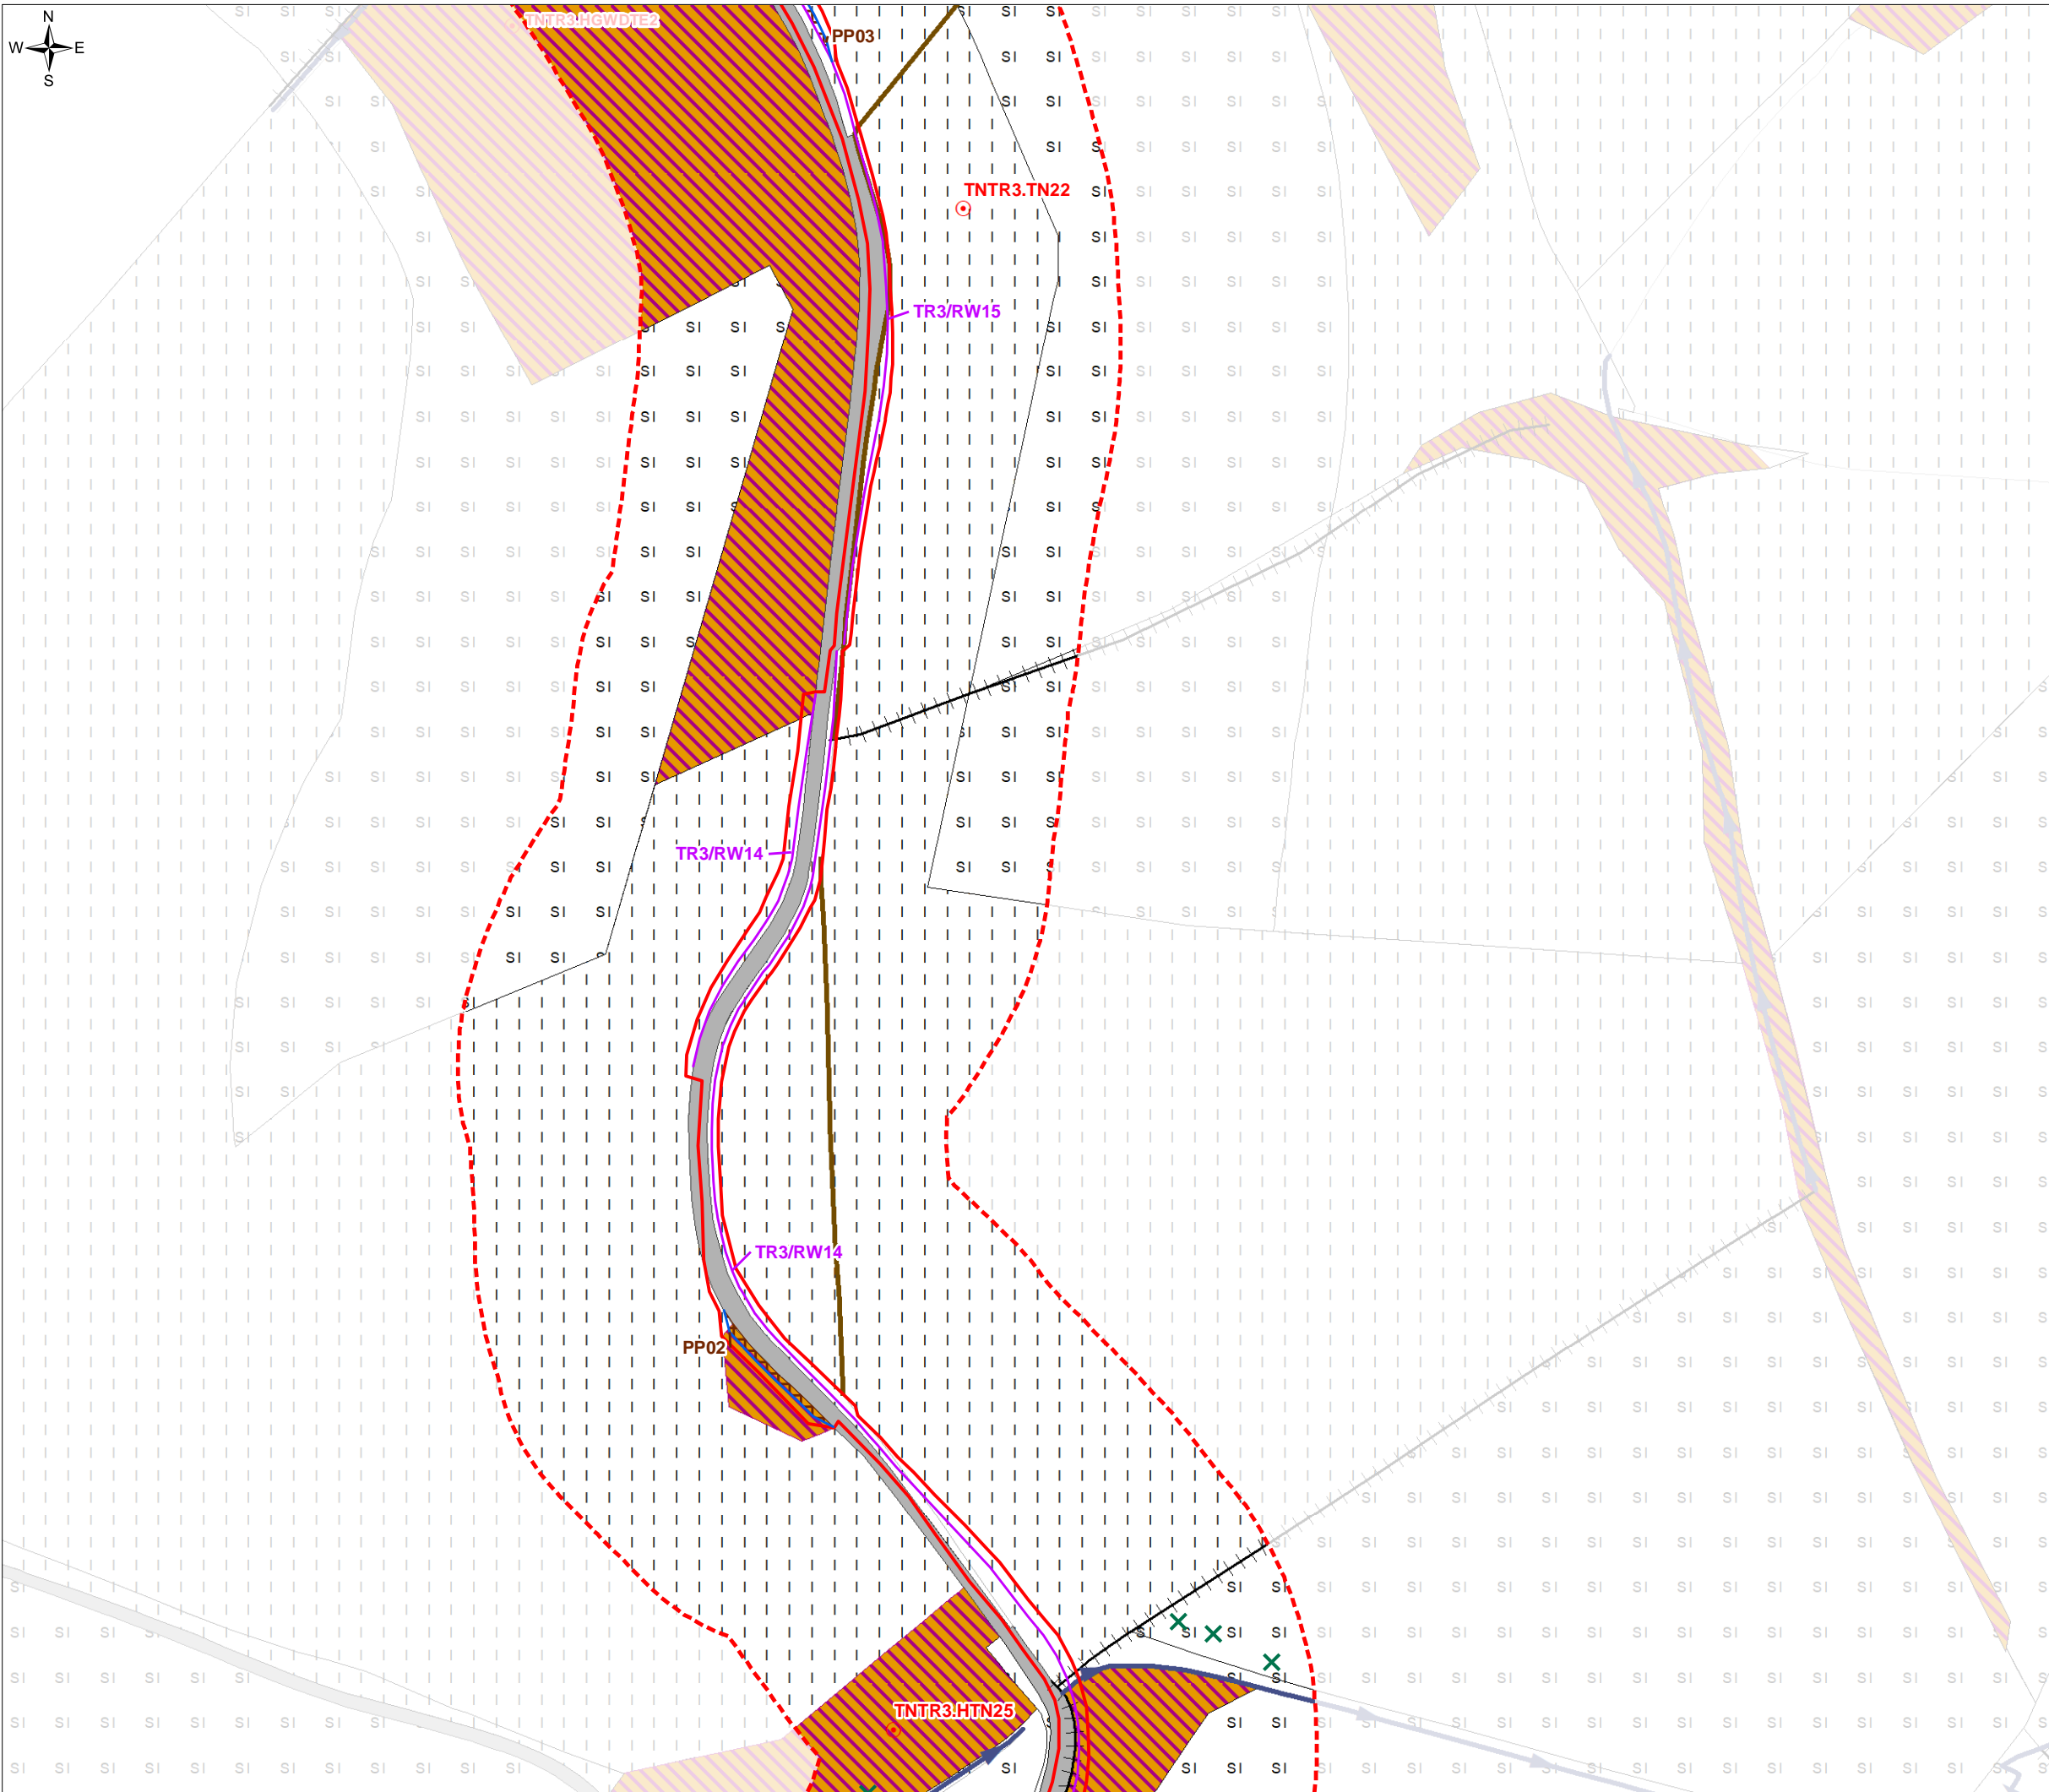 TNTR3.HGWDTE2
N
W E
S
PP03
TNTR3.TN22
TR3/RW15
TR3/RW14
TR3/RW14
PP02
TNTR3.HTN25